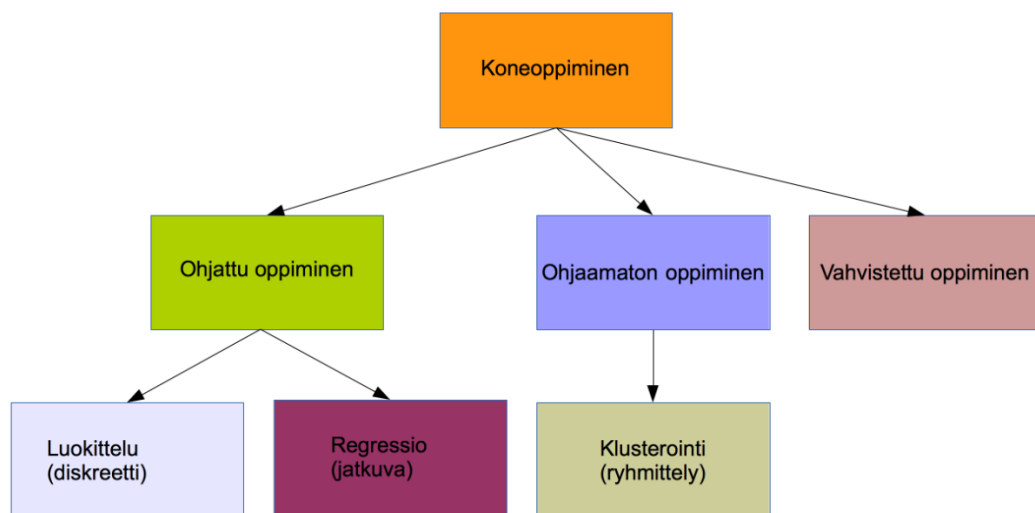 Koneoppiminen
Ohjattu oppiminen
Ohjaamaton oppiminen
Vahvistettu oppiminen
Luokittelu
(diskreetti)
Regressio
(jatkuva)
Klusterointi
(ryhmittely)